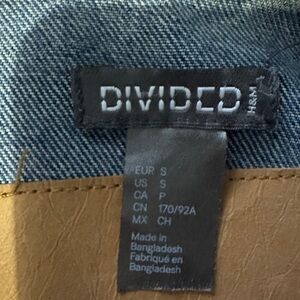 DIVIDED
H&M
EUR S
US S
CA P
CN 170/92A
MX CH
Made in
Bangladesh
Fabriqué en
Bangladesh